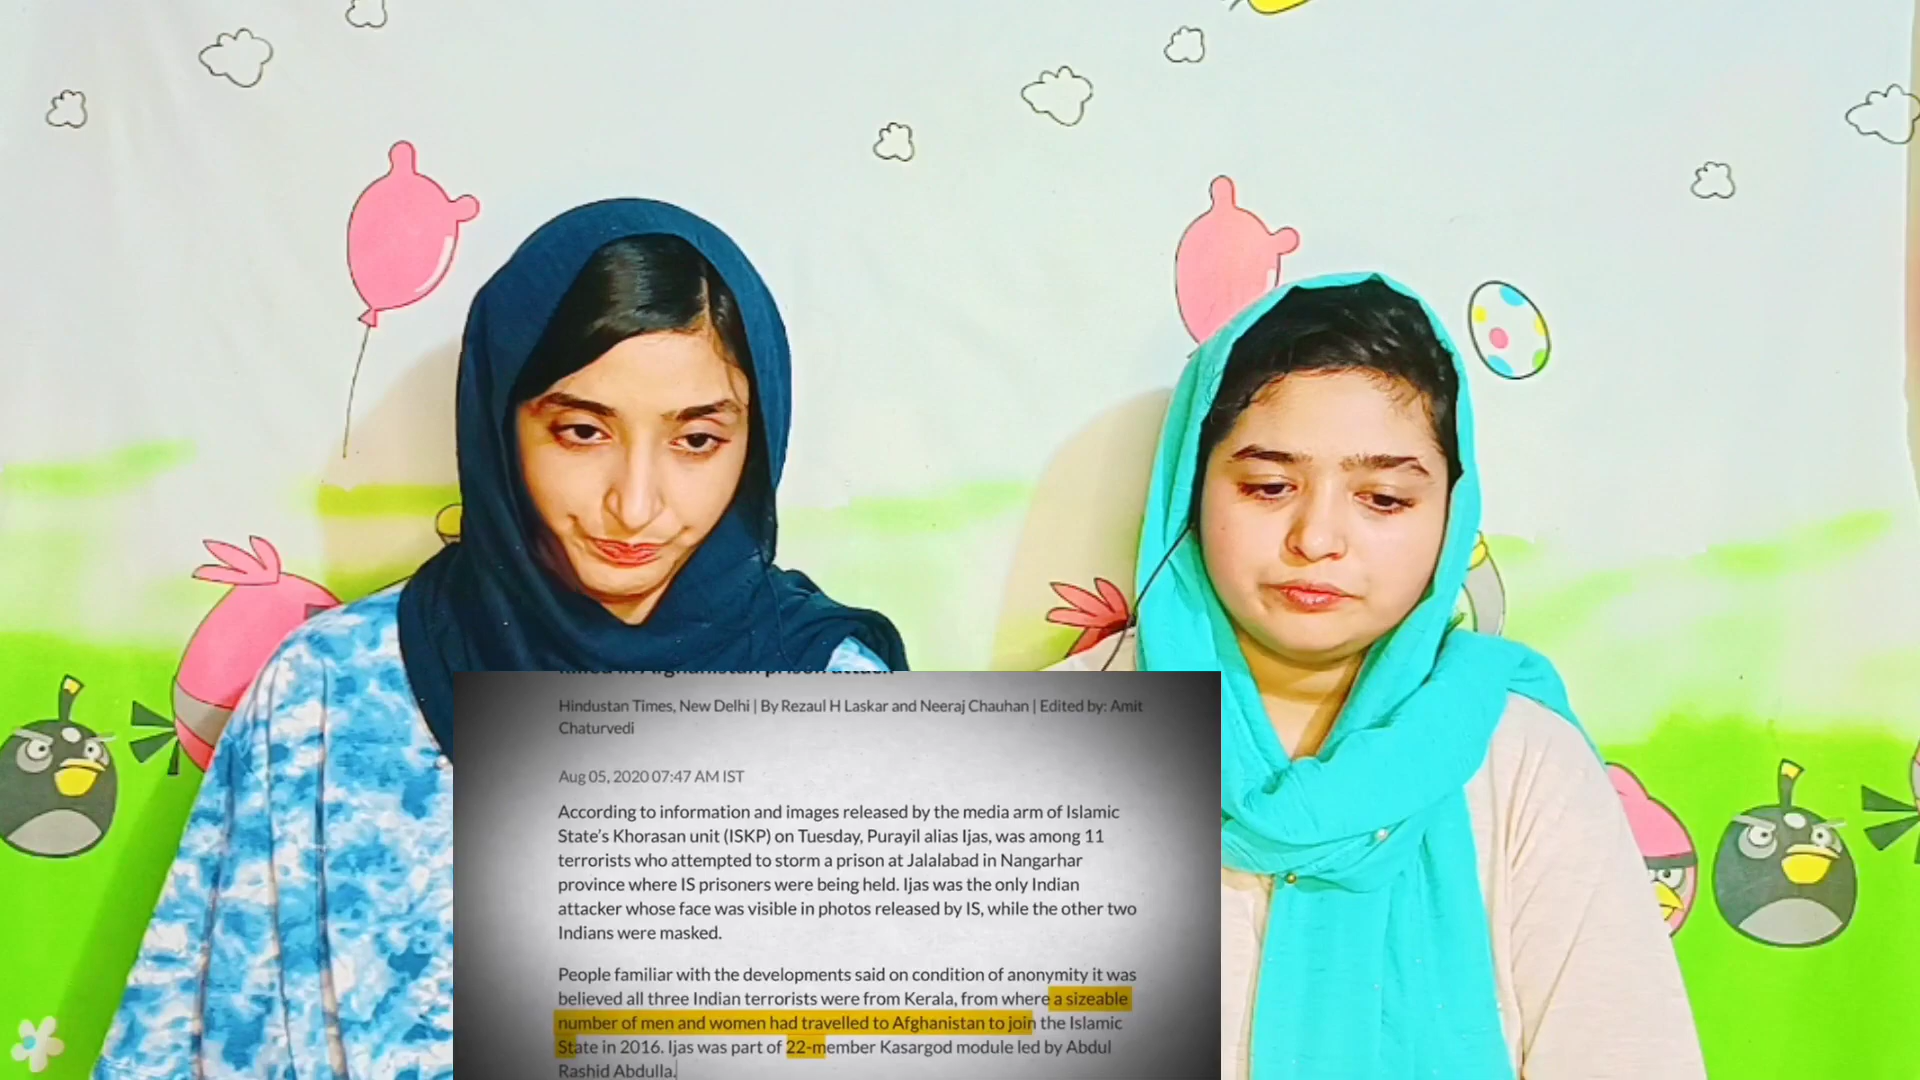 killed in Afghanistan prison attack
Hindustan Times, New Delhi | By Rezaul H Laskar and Neeraj Chauhan | Edited by: Amit
Chaturvedi
Aug 05, 2020 07:47 AM IST
According to information and images released by the media arm of Islamic
State’s Khorasan unit (ISKP) on Tuesday, Purayil alias Ijas, was among 11
terrorists who attempted to storm a prison at Jalalabad in Nangarhar
province where IS prisoners were being held. Ijas was the only Indian
attacker whose face was visible in photos released by IS, while the other two
Indians were masked.
People familiar with the developments said on condition of anonymity it was
believed all three Indian terrorists were from Kerala, from where a sizeable
number of men and women had travelled to Afghanistan to join the Islamic
State in 2016. Ijas was part of 22-member Kasargod module led by Abdul
Rashid Abdulla.